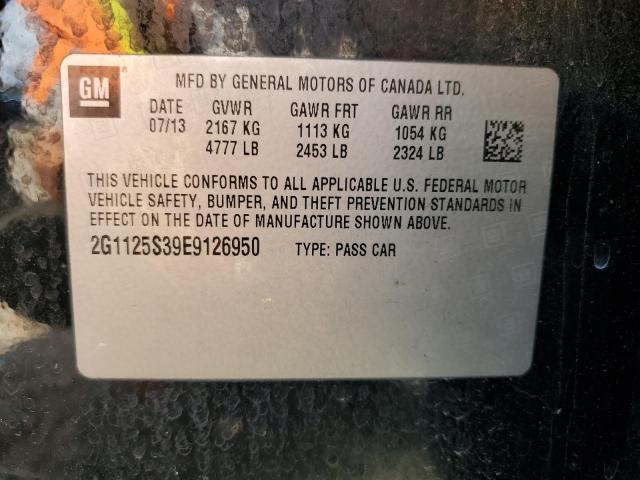 GM
MFD BY GENERAL MOTORS OF CANADA LTD.
DATE GVWR GAWR FRT GAWR RR
07/13 2167 KG 1113 KG 1054 KG
4777 LB 2453 LB 2324 LB
THIS VEHICLE CONFORMS TO ALL APPLICABLE U.S. FEDERAL MOTOR
VEHICLE SAFETY, BUMPER, AND THEFT PREVENTION STANDARDS IN
EFFECT ON THE DATE OF MANUFACTURE SHOWN ABOVE.
2G1125S39E9126950 TYPE: PASS CAR